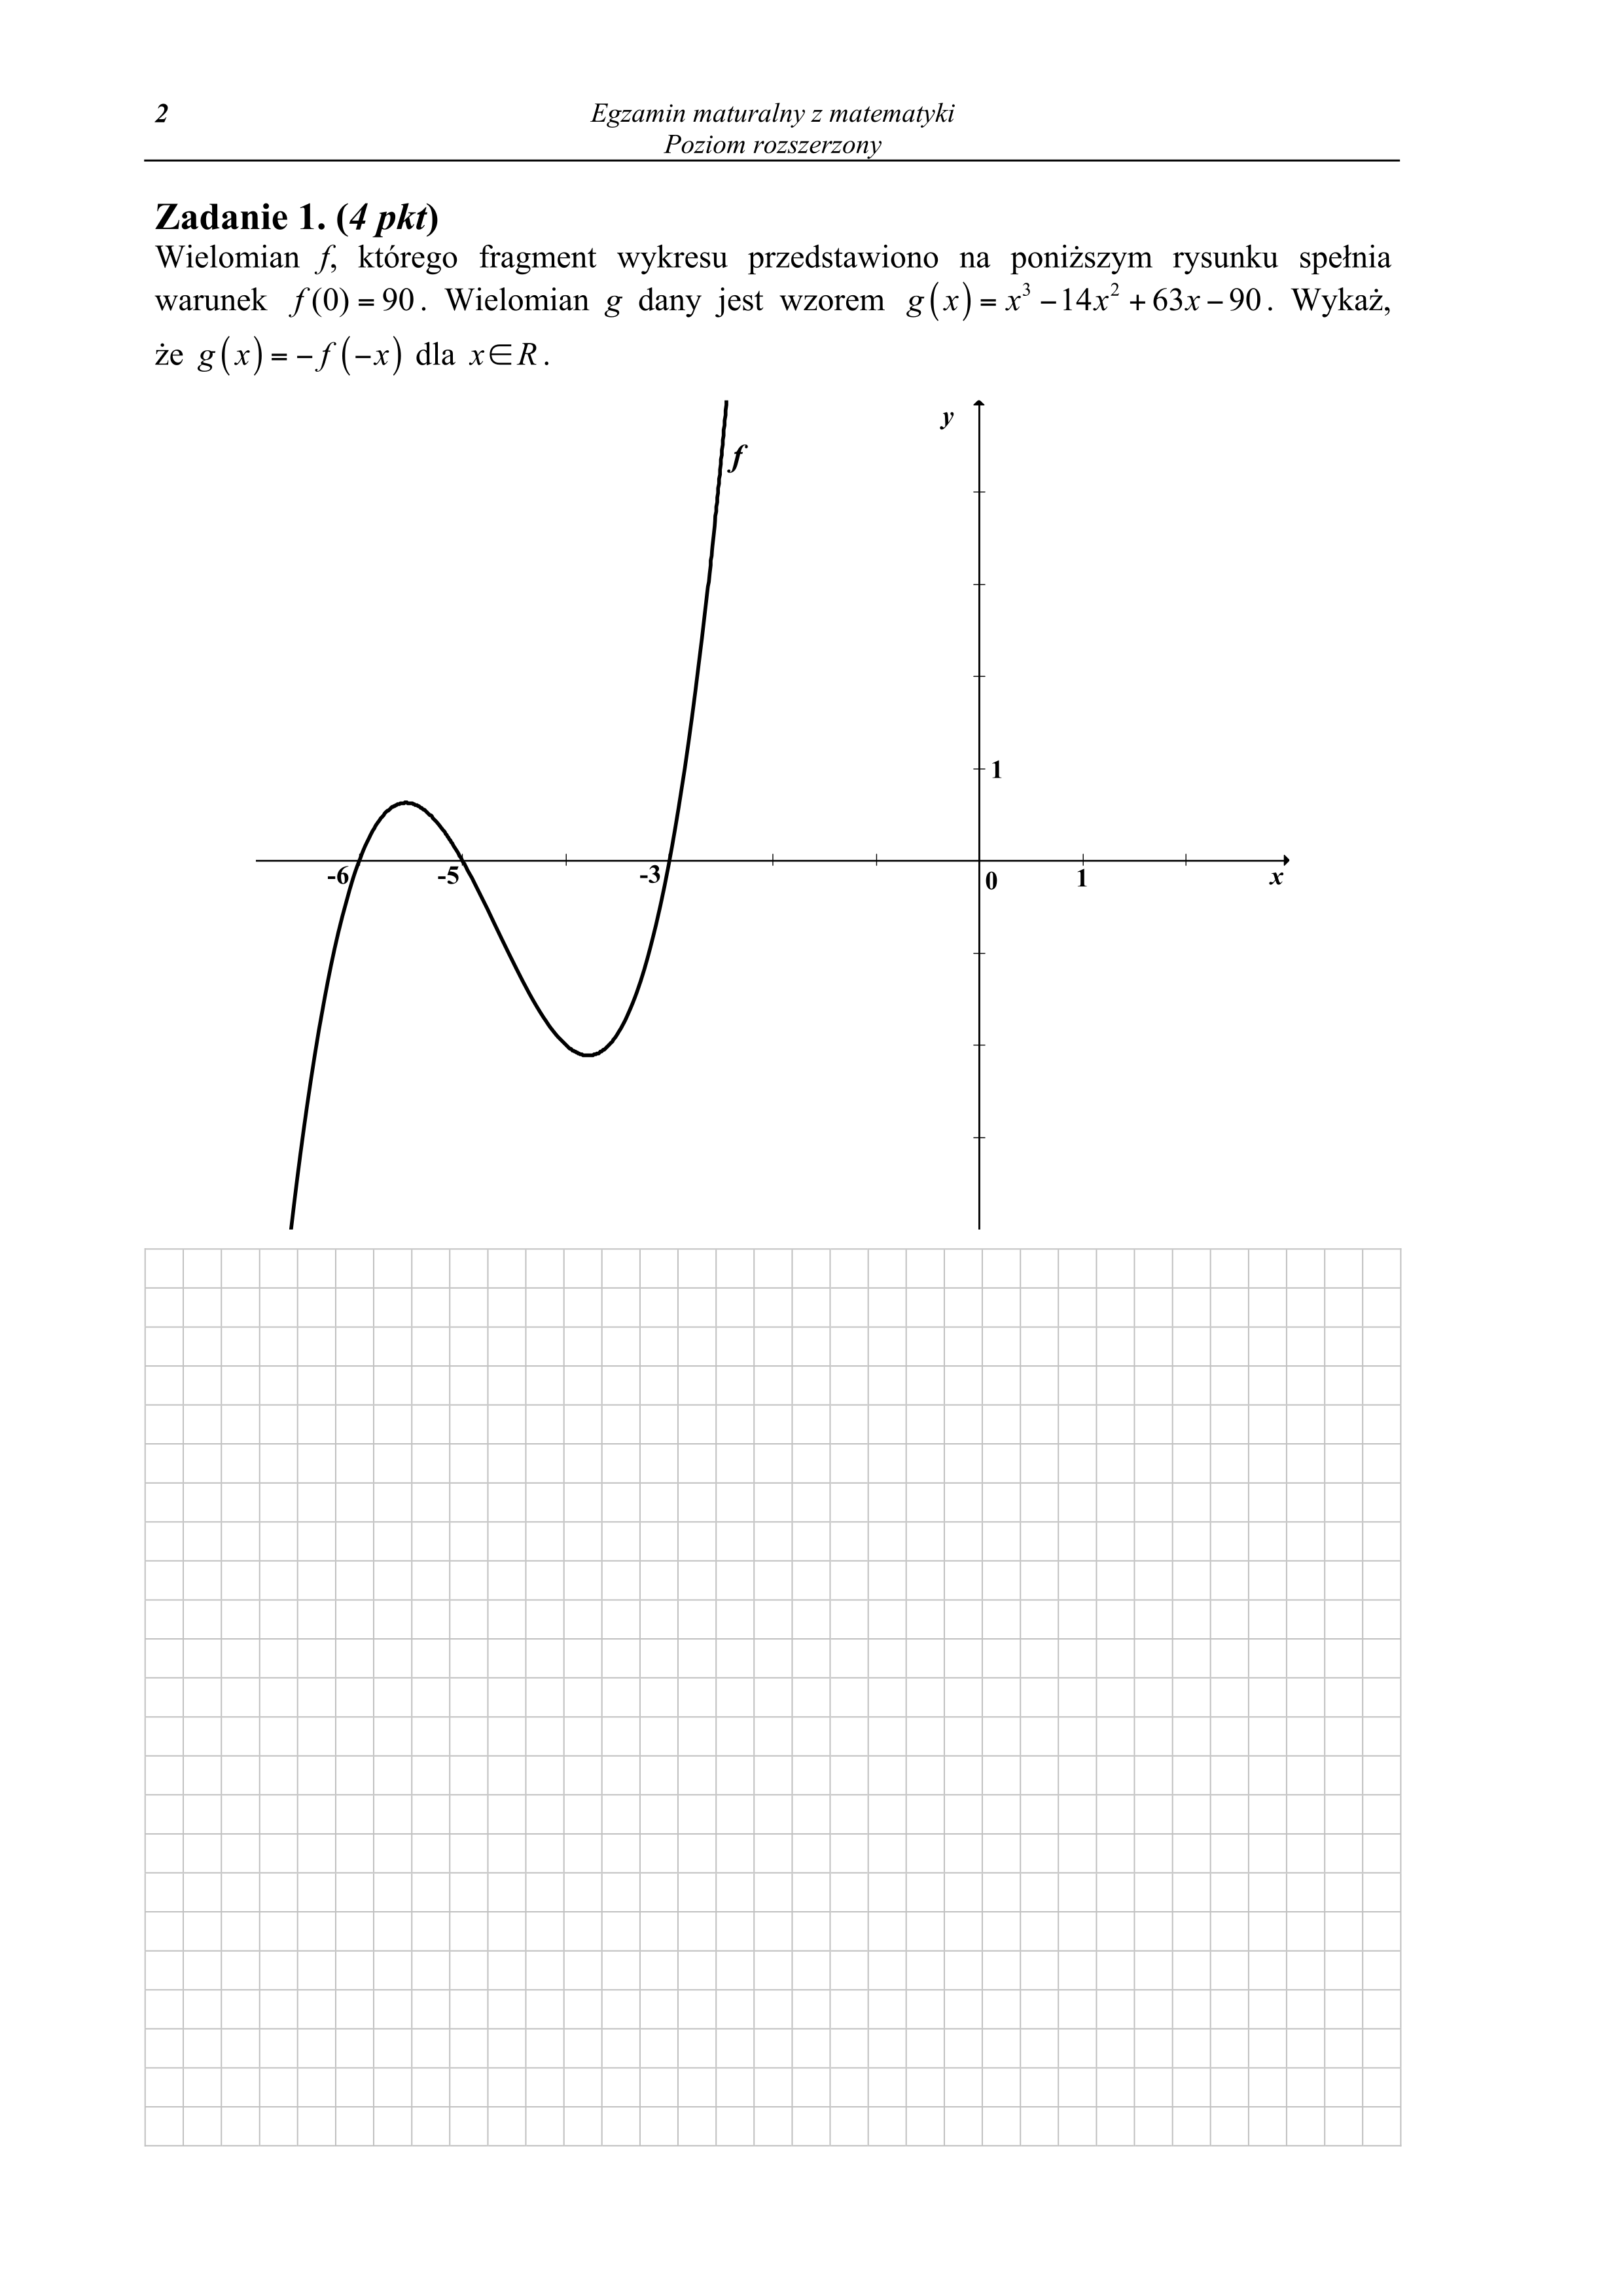 2
Egzamin maturalny z matematyki
Poziom rozszerzony
Zadanie 1. (4 pkt)
Wielomian f, którego fragment wykresu przedstawiono na poniższym rysunku spełnia
warunek f(0) = 90. Wielomian g dany jest wzorem g(x) = x³ − 14x² + 63x − 90. Wykaż,
że g(x) = −f(−x) dla x∈R.
y
f
1
-6
-5
-3
0
1
x